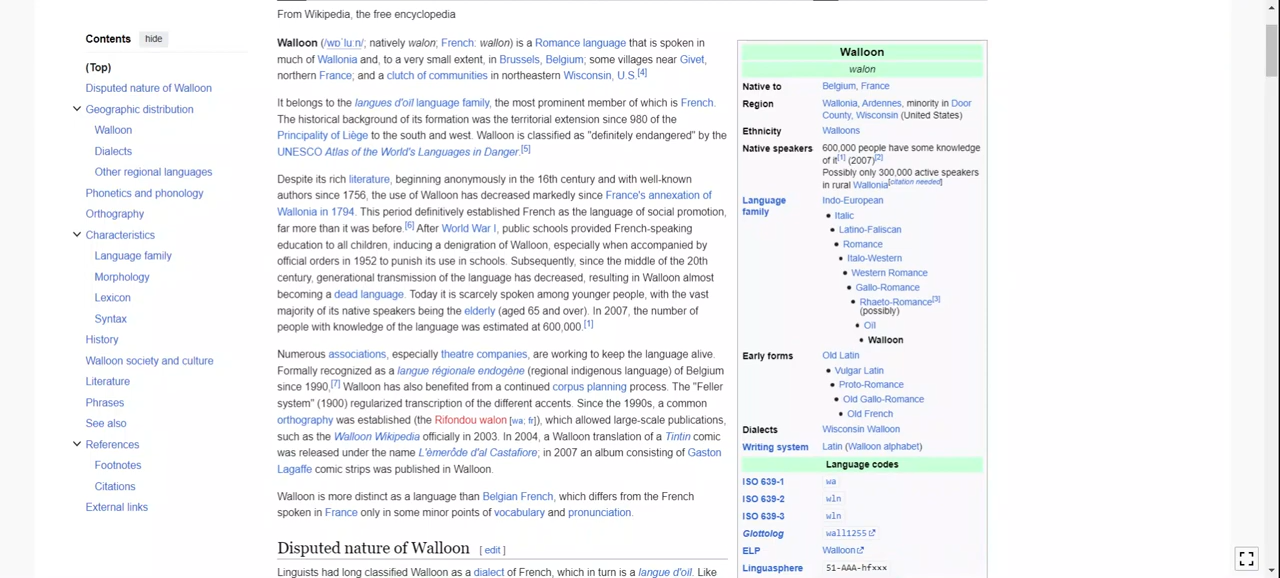 From Wikipedia, the free encyclopedia
Contents hide
(Top)
Disputed nature of Walloon
Geographic distribution
Walloon
Dialects
Other regional languages
Phonetics and phonology
Orthography
Characteristics
Language family
Morphology
Lexicon
Syntax
History
Walloon society and culture
Literature
Phrases
See also
References
Footnotes
Citations
External links
Walloon (/wɒˈluːn/; natively walon; French: wallon) is a Romance language that is spoken in
much of Wallonia and, to a very small extent, in Brussels, Belgium; some villages near Givet,
northern France; and a clutch of communities in northeastern Wisconsin, U.S.[4]
It belongs to the langues d'oïl language family, the most prominent member of which is French.
The historical background of its formation was the territorial extension since 980 of the
Principality of Liège to the south and west. Walloon is classified as "definitely endangered" by the
UNESCO Atlas of the World's Languages in Danger.[5]
Despite its rich literature, beginning anonymously in the 16th century and with well-known
authors since 1756, the use of Walloon has decreased markedly since France's annexation of
Wallonia in 1794. This period definitively established French as the language of social promotion,
far more than it was before.[6] After World War I, public schools provided French-speaking
education to all children, inducing a denigration of Walloon, especially when accompanied by
official orders in 1952 to punish its use in schools. Subsequently, since the middle of the 20th
century, generational transmission of the language has decreased, resulting in Walloon almost
becoming a dead language. Today it is scarcely spoken among younger people, with the vast
majority of its native speakers being the elderly (aged 65 and over). In 2007, the number of
people with knowledge of the language was estimated at 600,000.[1]
Numerous associations, especially theatre companies, are working to keep the language alive.
Formally recognized as a langue régionale endogène (regional indigenous language) of Belgium
since 1990,[7] Walloon has also benefited from a continued corpus planning process. The "Feller
system" (1900) regularized transcription of the different accents. Since the 1990s, a common
orthography was established (the Rifondou walon [wa; fr]), which allowed large-scale publications,
such as the Walloon Wikipedia officially in 2003. In 2004, a Walloon translation of a Tintin comic
was released under the name L'èmerôde d'al Castafiore; in 2007 an album consisting of Gaston
Lagaffe comic strips was published in Walloon.
Walloon is more distinct as a language than Belgian French, which differs from the French
spoken in France only in some minor points of vocabulary and pronunciation.
Disputed nature of Walloon [ edit ]
Linguists had long classified Walloon as a dialect of French, which in turn is a langue d'oïl. Like
Walloon
walon
Native to Belgium, France
Region Wallonia, Ardennes, minority in Door
County, Wisconsin (United States)
Ethnicity Walloons
Native speakers 600,000 people have some knowledge
of it[1] (2007)[2]
Possibly only 300,000 active speakers
in rural Wallonia[citation needed]
Language family Indo-European
Italic
Latino-Faliscan
Romance
Italo-Western
Western Romance
Gallo-Romance
Rhaeto-Romance[3]
(possibly)
Oïl
Walloon
Early forms Old Latin
Vulgar Latin
Proto-Romance
Old Gallo-Romance
Old French
Dialects Wisconsin Walloon
Writing system Latin (Walloon alphabet)
Language codes
ISO 639-1 wa
ISO 639-2 wln
ISO 639-3 wln
Glottolog wall1255
ELP Walloon
Linguasphere 51-AAA-hfxxx